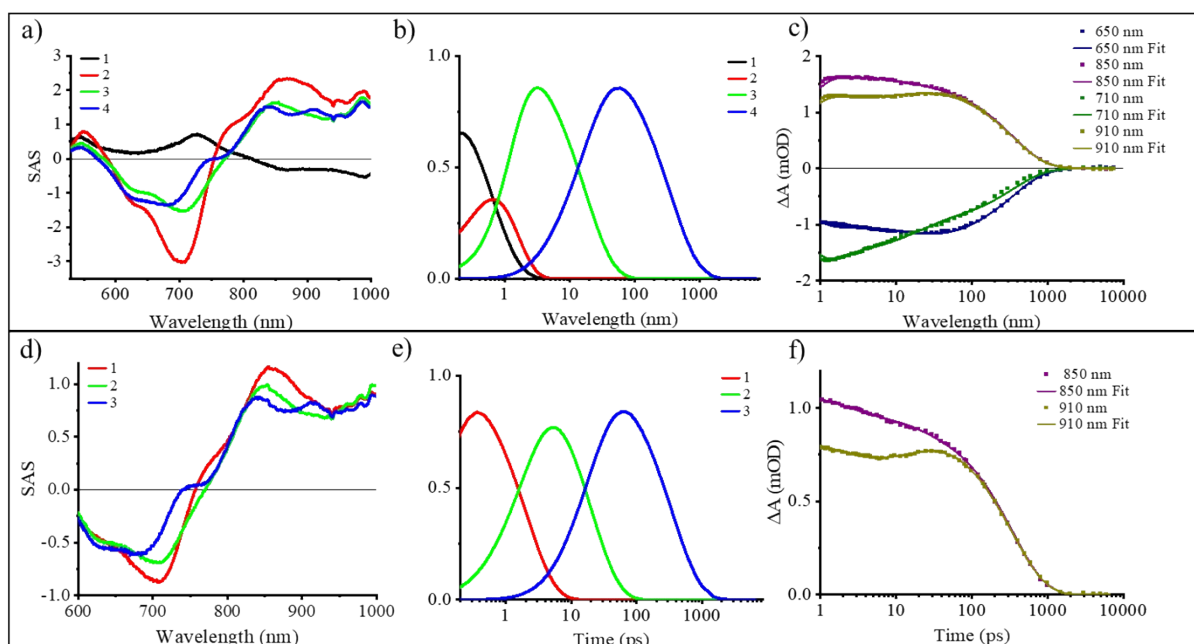 a)
b)
c)
SAS
3
2
1
0
-1
-2
-3
1
2
3
4
600
700
800
900
1000
Wavelength (nm)
1.0
0.5
0.0
1
2
3
4
1
10
100
1000
Wavelength (nm)
ΔA (mOD)
2
1
0
-1
-2
650 nm
650 nm Fit
850 nm
850 nm Fit
710 nm
710 nm Fit
910 nm
910 nm Fit
1
10
100
1000
10000
Wavelength (nm)
d)
e)
f)
SAS
1.0
0.5
0.0
-0.5
-1.0
1
2
3
600
700
800
900
1000
Wavelength (nm)
1.0
0.5
0.0
1
2
3
1
10
100
1000
Time (ps)
ΔA (mOD)
1.0
0.5
0.0
850 nm
850 nm Fit
910 nm
910 nm Fit
1
10
100
1000
10000
Time (ps)